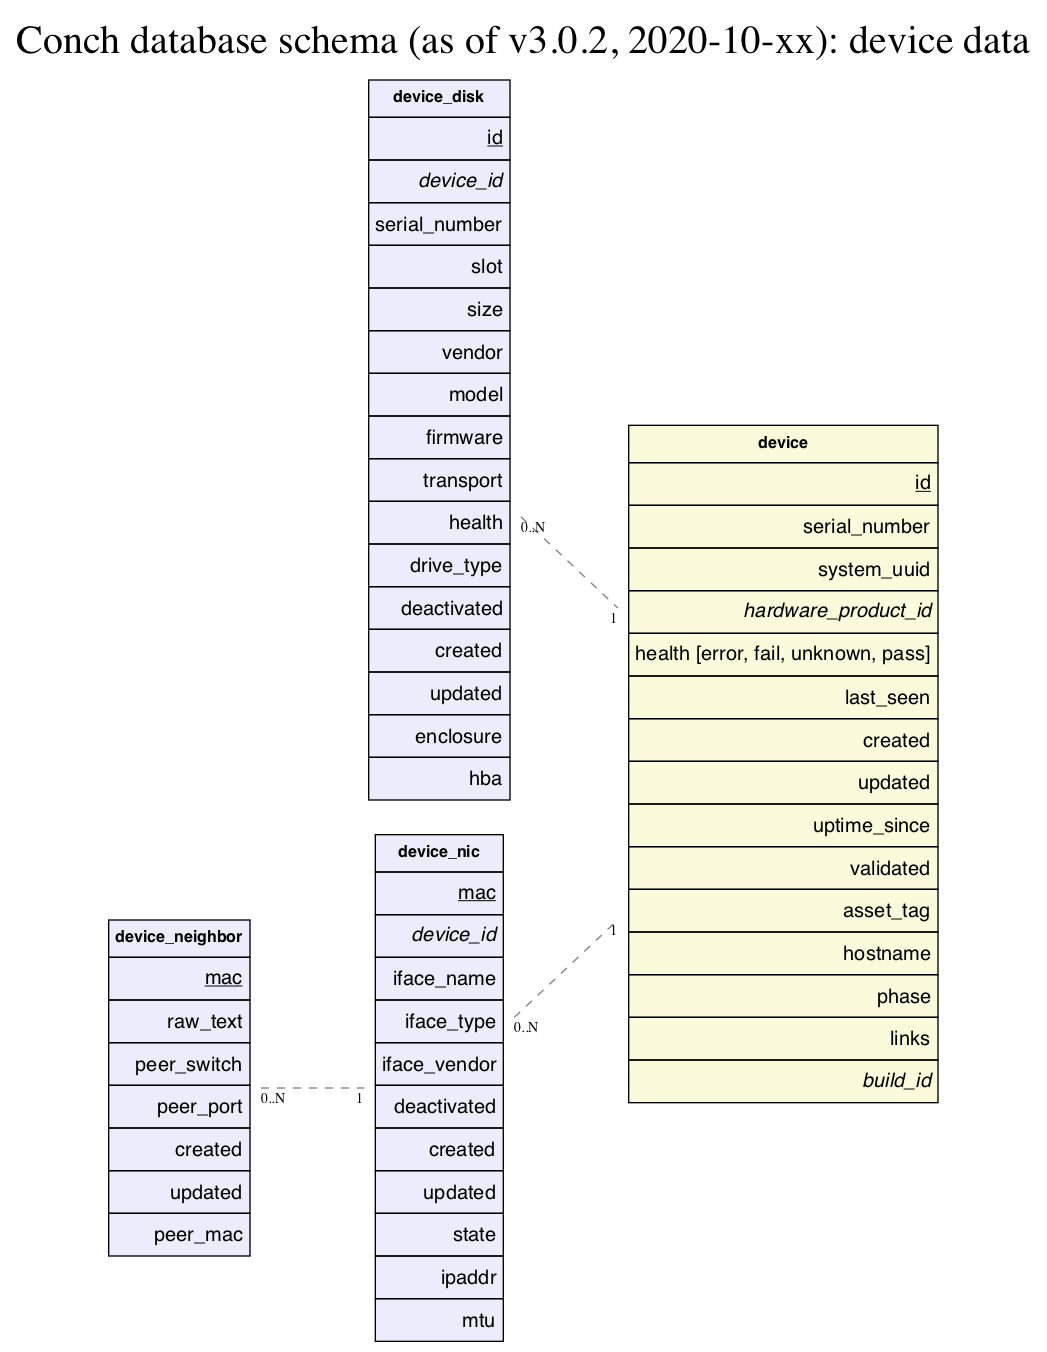 Conch database schema (as of v3.0.2, 2020-10-xx): device data
device_disk
id
device_id
serial_number
slot
size
vendor
model
firmware
transport
health
drive_type
deactivated
created
updated
enclosure
hba
0..N
1
device
id
serial_number
system_uuid
hardware_product_id
health [error, fail, unknown, pass]
last_seen
created
updated
uptime_since
validated
asset_tag
hostname
phase
links
build_id
device_nic
mac
device_id
iface_name
iface_type
iface_vendor
deactivated
created
updated
state
ipaddr
mtu
1
0..N
device_neighbor
mac
raw_text
peer_switch
peer_port
created
updated
peer_mac
0..N
1